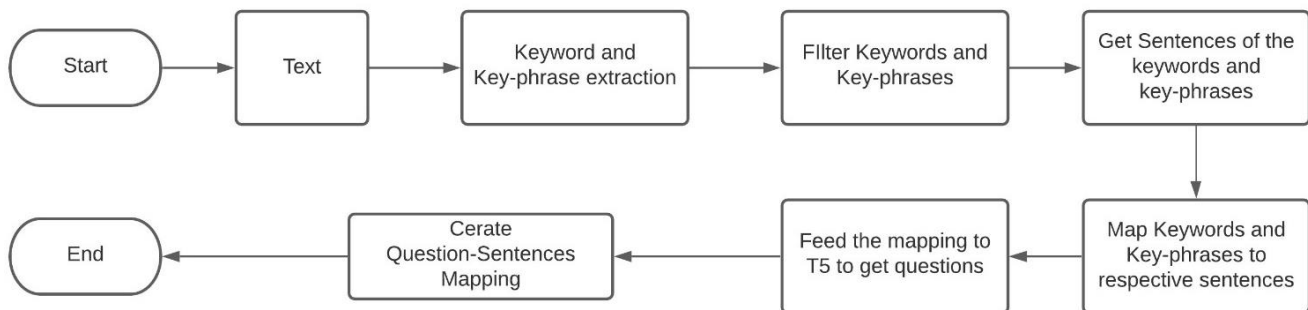 Start
Text
Keyword and
Key-phrase extraction
FIlter Keywords and
Key-phrases
Get Sentences of the
keywords and
key-phrases
Map Keywords and
Key-phrases to
respective sentences
Feed the mapping to
T5 to get questions
Cerate
Question-Sentences
Mapping
End